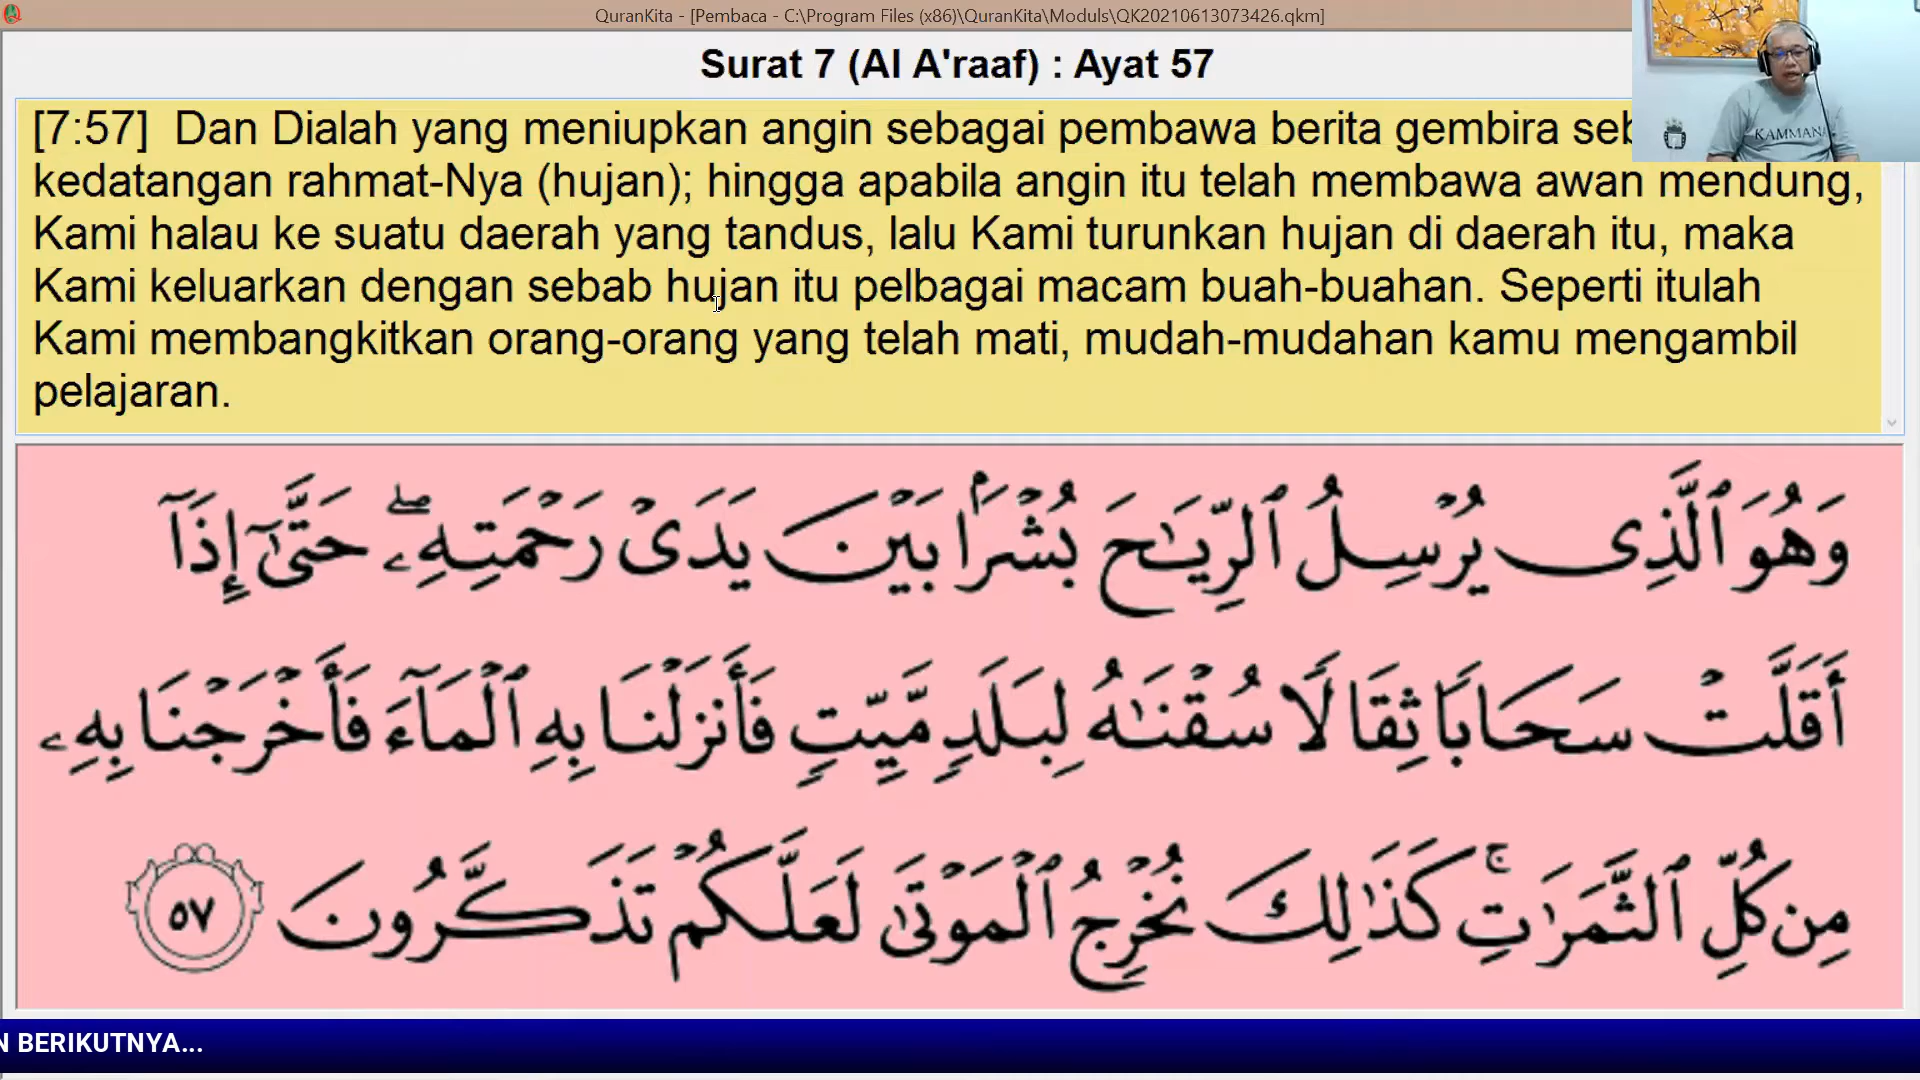 QuranKita - [Pembaca - C:\Program Files (x86)\QuranKita\Moduls\QK20210613073426.qkm]
Surat 7 (Al A'raaf) : Ayat 57
[7:57]  Dan Dialah yang meniupkan angin sebagai pembawa berita gembira
kedatangan rahmat-Nya (hujan); hingga apabila angin itu telah membawa awan mendung,
Kami halau ke suatu daerah yang tandus, lalu Kami turunkan hujan di daerah itu, maka
Kami keluarkan dengan sebab hujan itu pelbagai macam buah-buahan. Seperti itulah
Kami membangkitkan orang-orang yang telah mati, mudah-mudahan kamu mengambil
pelajaran.
KAMMANA
وَهُوَ ٱلَّذِى يُرْسِلُ ٱلرِّيَـٰحَ بُشْرًۢا بَيْنَ يَدَىْ رَحْمَتِهِۦ ۖ حَتَّىٰٓ إِذَآ
أَقَلَّتْ سَحَابًا ثِقَالًا سُقْنَـٰهُ لِبَلَدٍ مَّيِّتٍ فَأَنزَلْنَا بِهِ ٱلْمَآءَ فَأَخْرَجْنَا بِهِۦ
مِن كُلِّ ٱلثَّمَرَٰتِ ۚ كَذَٰلِكَ نُخْرِجُ ٱلْمَوْتَىٰ لَعَلَّكُمْ تَذَكَّرُونَ ٥٧
N BERIKUTNYA...